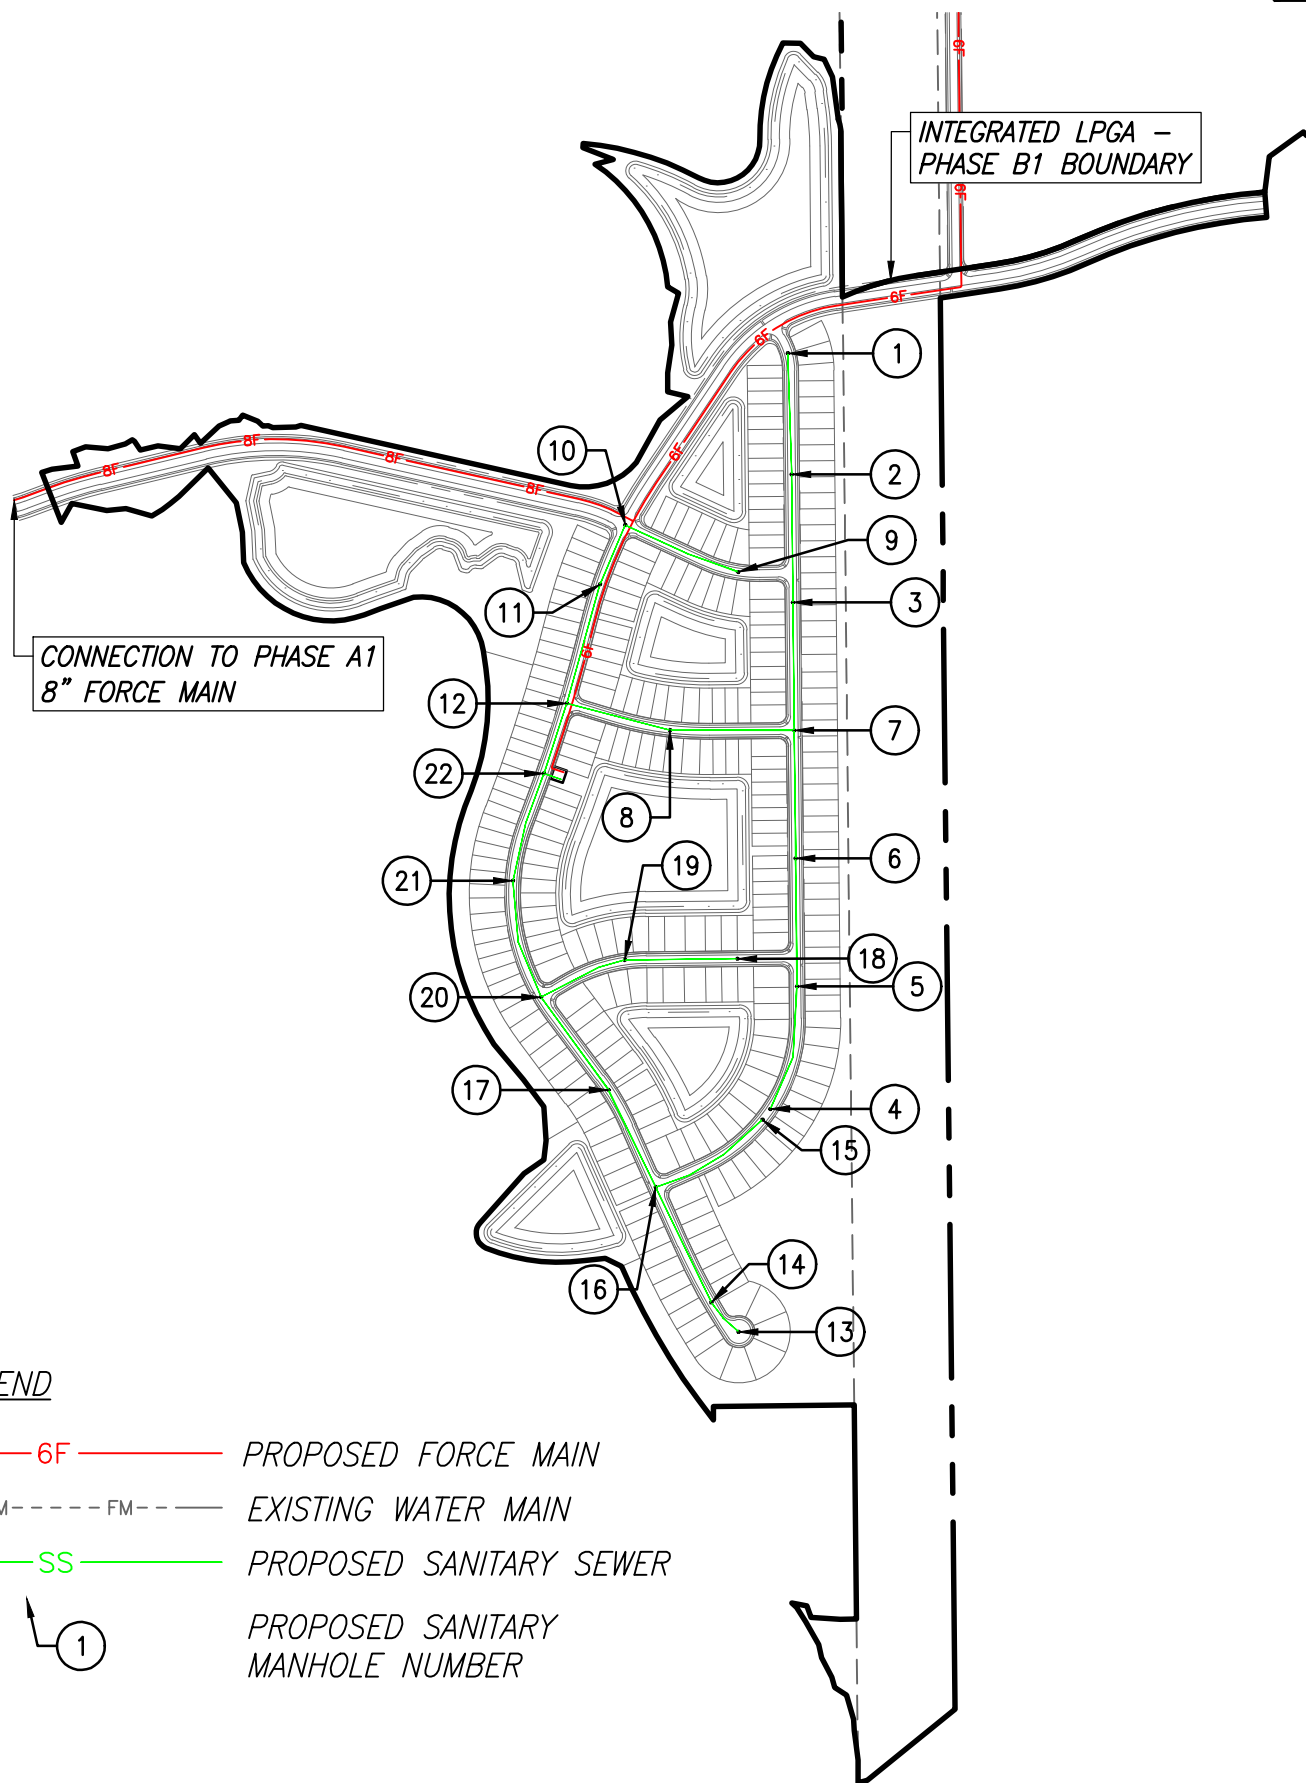 6F
INTEGRATED LPGA –
PHASE B1 BOUNDARY
6F
6F
6F
1
8F
8F
10
6F
2
8F
8F
9
11
3
CONNECTION TO PHASE A1
8" FORCE MAIN
6F
12
7
22
8
6
19
21
18
5
20
17
4
15
14
16
13
END
6F PROPOSED FORCE MAIN
FM EXISTING WATER MAIN
SS PROPOSED SANITARY SEWER
1
PROPOSED SANITARY
MANHOLE NUMBER